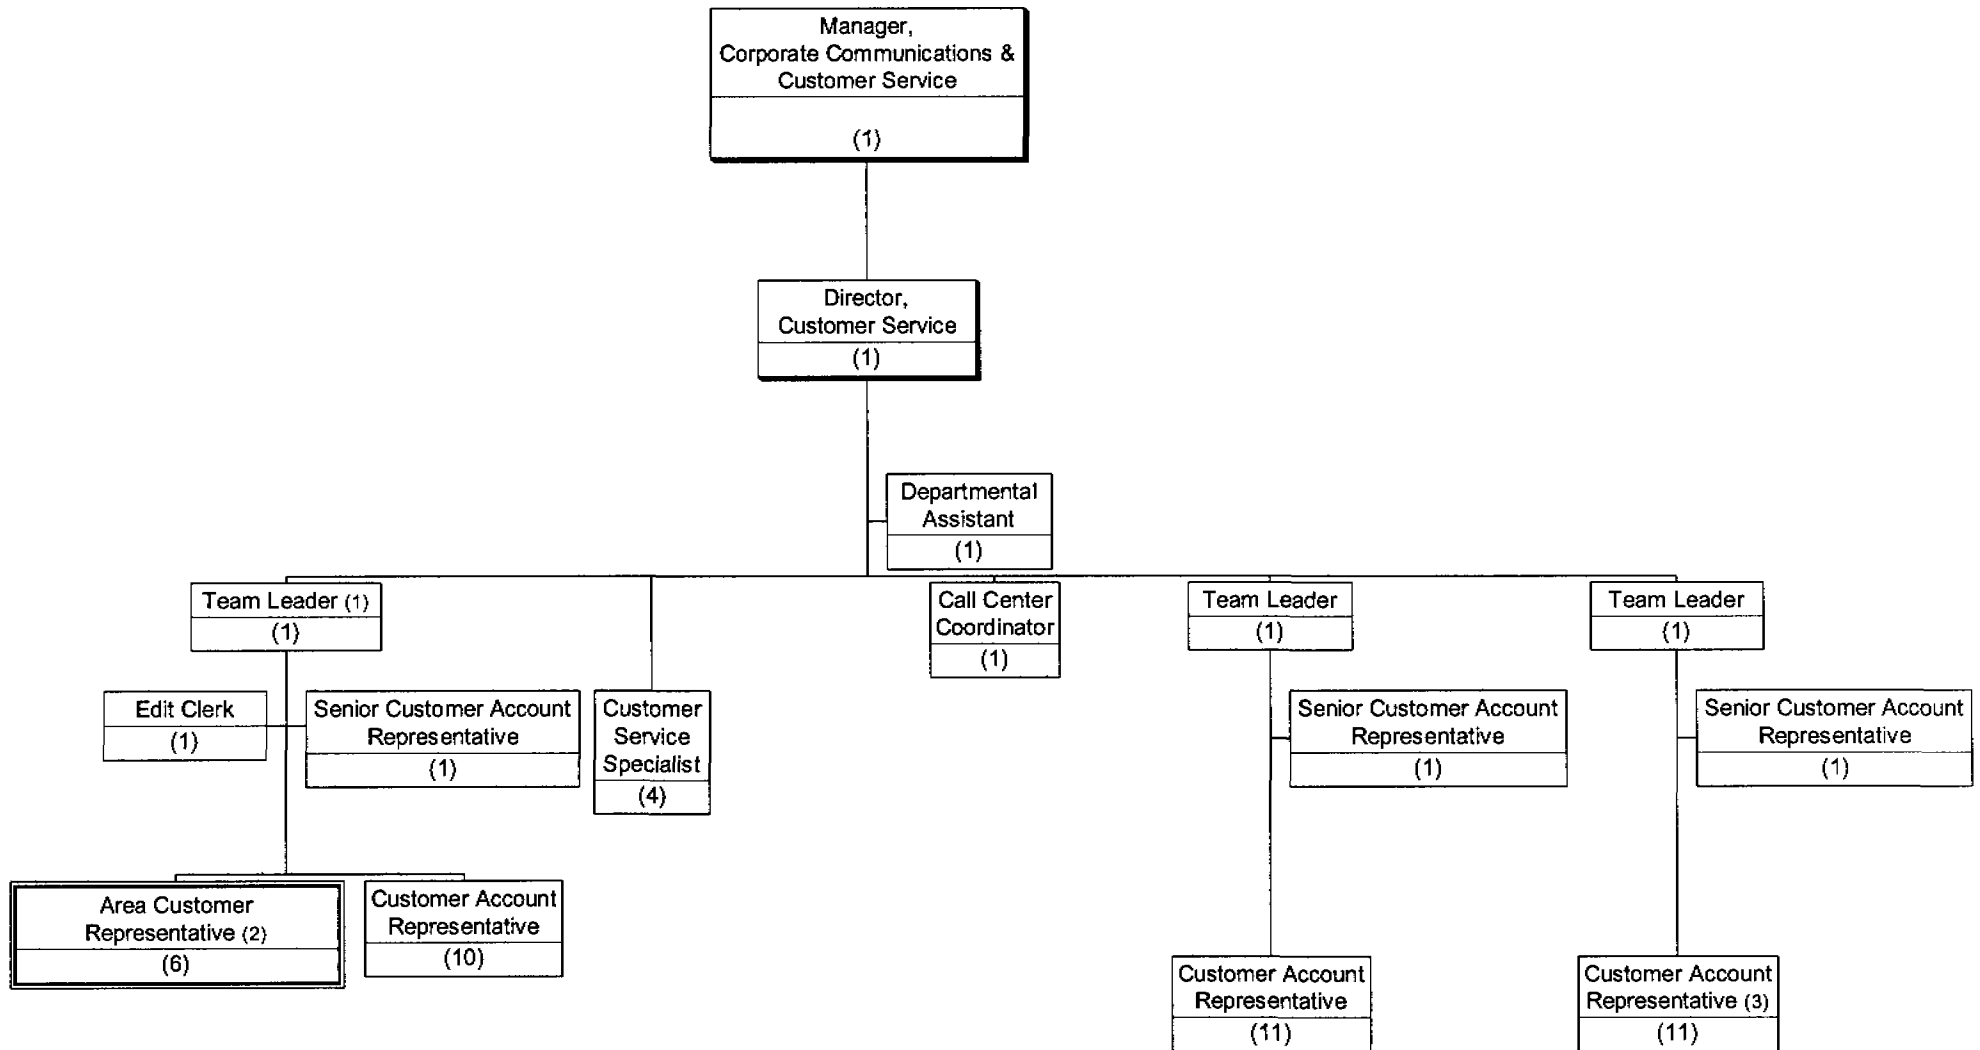 Manager,
Corporate Communications &
Customer Service
(1)
Director,
Customer Service
(1)
Departmental
Assistant
(1)
Team Leader (1)
(1)
Call Center
Coordinator
(1)
Team Leader
(1)
Team Leader
(1)
Edit Clerk
(1)
Senior Customer Account
Representative
(1)
Customer
Service
Specialist
(4)
Senior Customer Account
Representative
(1)
Senior Customer Account
Representative
(1)
Area Customer
Representative (2)
(6)
Customer Account
Representative
(10)
Customer Account
Representative
(11)
Customer Account
Representative (3)
(11)